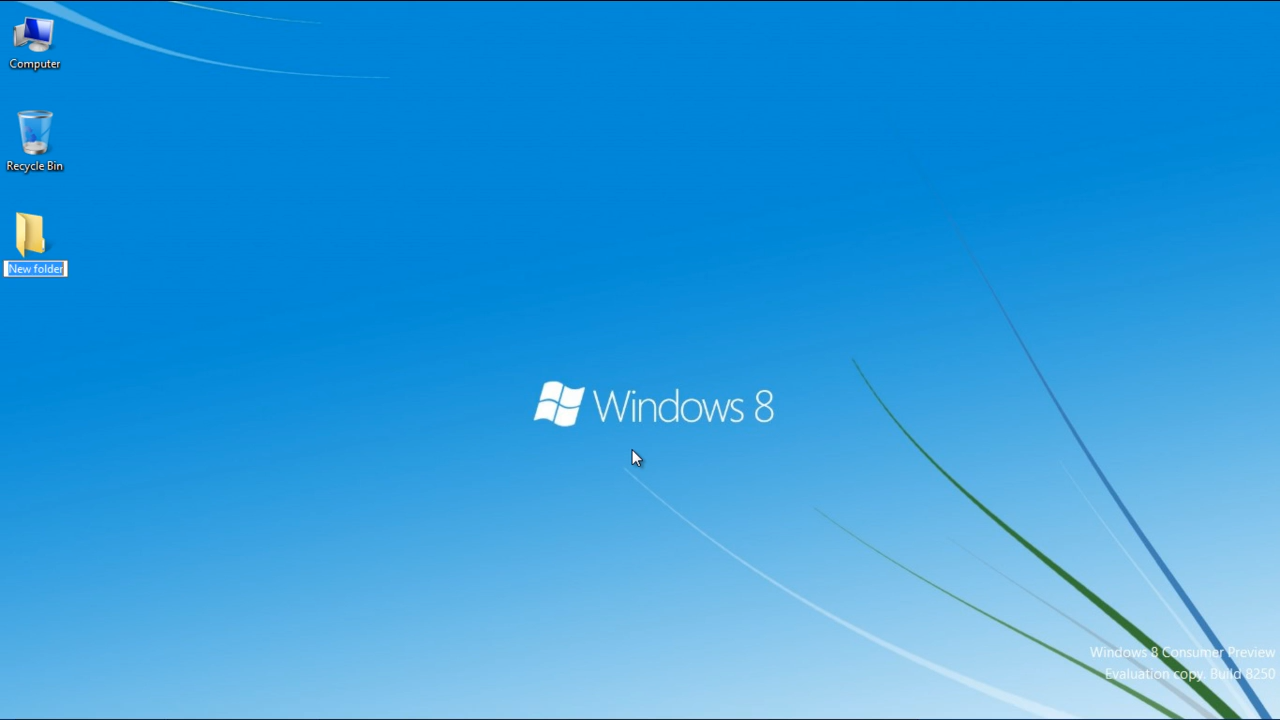 Computer
Recycle Bin
New folder
Windows 8
Windows 8 Consumer Preview
Evaluation copy. Build 8250